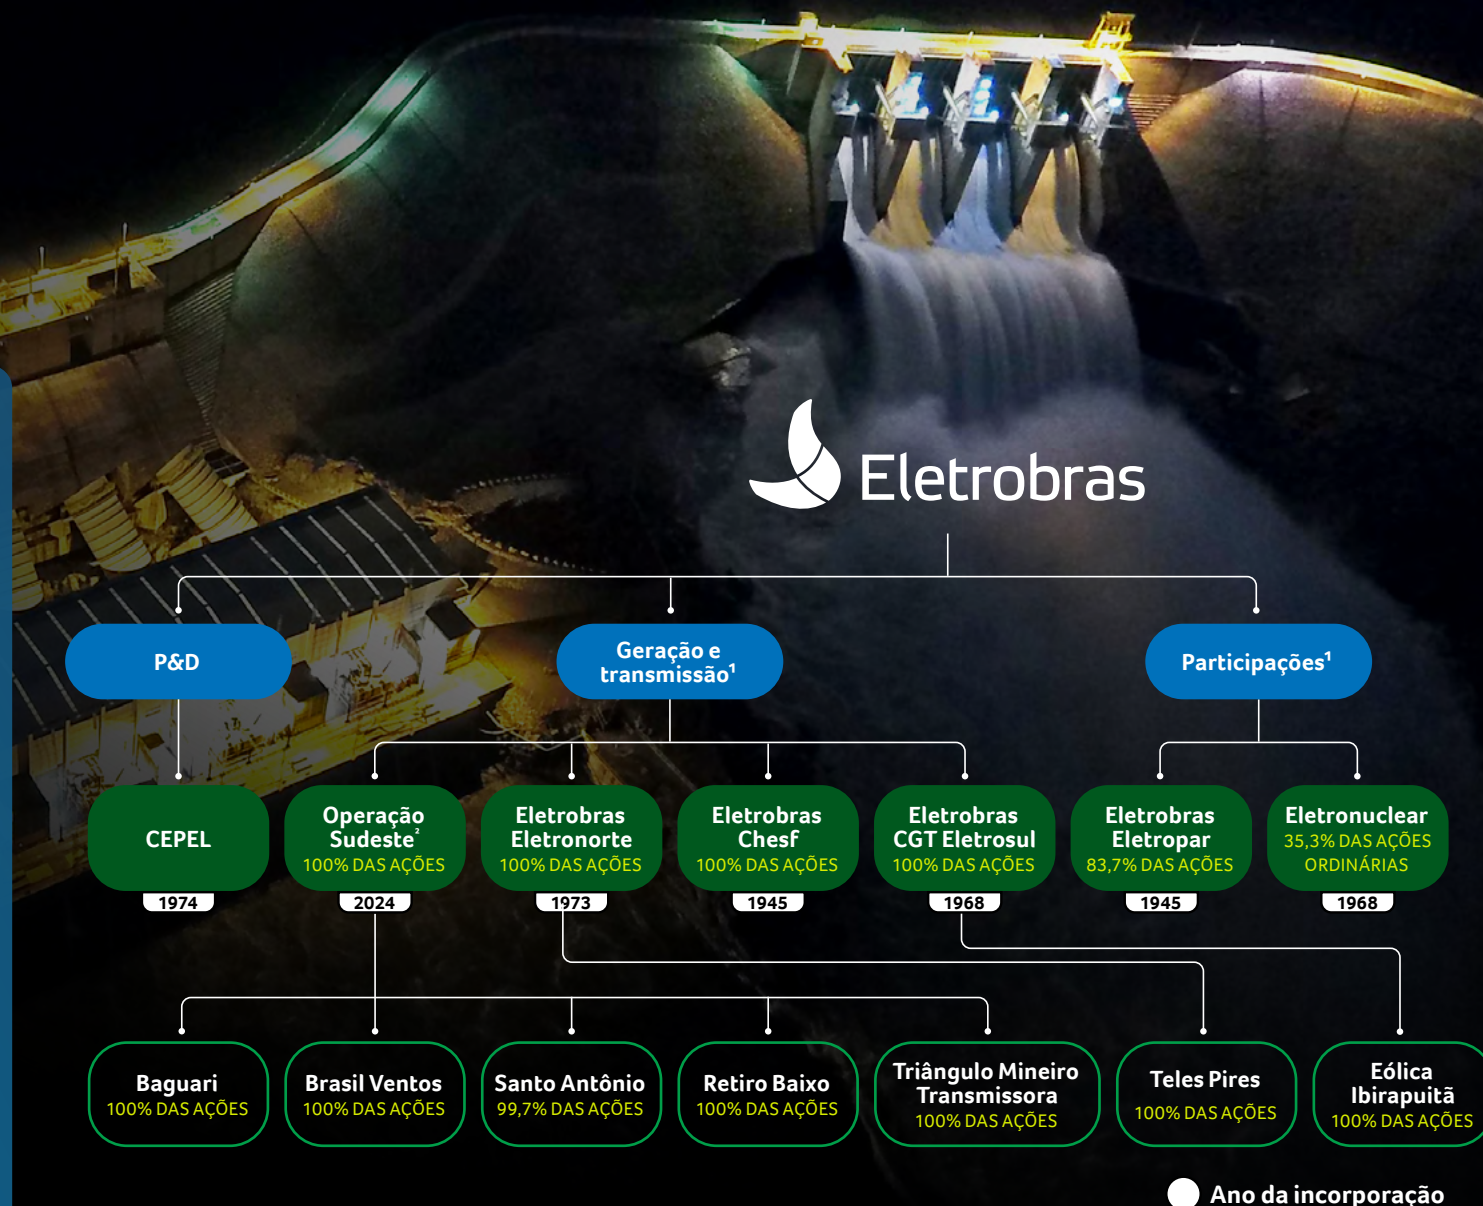 Eletrobras
P&D
Geração e
transmissão¹
Participações¹
CEPEL
1974
Operação
Sudeste²
100% DAS AÇÕES
2024
Eletrobras
Eletronorte
100% DAS AÇÕES
1973
Eletrobras
Chesf
100% DAS AÇÕES
1945
Eletrobras
CGT Eletrosul
100% DAS AÇÕES
1968
Eletrobras
Eletropar
83,7% DAS AÇÕES
1945
Eletronuclear
35,3% DAS AÇÕES
ORDINÁRIAS
1968
Baguari
100% DAS AÇÕES
Brasil Ventos
100% DAS AÇÕES
Santo Antônio
99,7% DAS AÇÕES
Retiro Baixo
100% DAS AÇÕES
Triângulo Mineiro
Transmissora
100% DAS AÇÕES
Teles Pires
100% DAS AÇÕES
Eólica
Ibirapuitã
100% DAS AÇÕES
Ano da incorporação